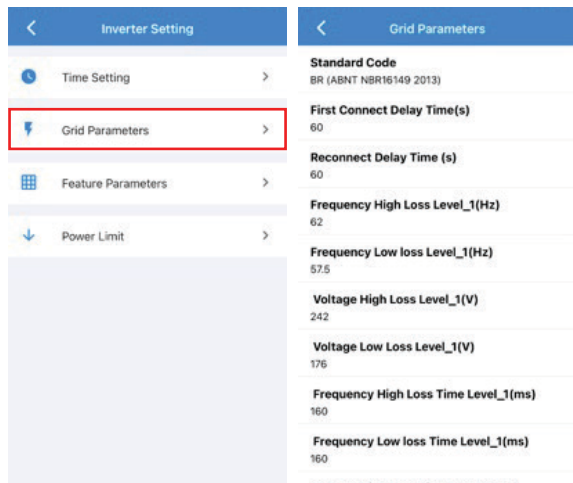 Inverter Setting
Time Setting
Grid Parameters
Feature Parameters
Power Limit
Grid Parameters
Standard Code
BR (ABNT NBR16149 2013)
First Connect Delay Time(s)
60
Reconnect Delay Time (s)
60
Frequency High Loss Level_1(Hz)
62
Frequency Low loss Level_1(Hz)
57.5
Voltage High Loss Level_1(V)
242
Voltage Low Loss Level_1(V)
176
Frequency High Loss Time Level_1(ms)
160
Frequency Low loss Time Level_1(ms)
160